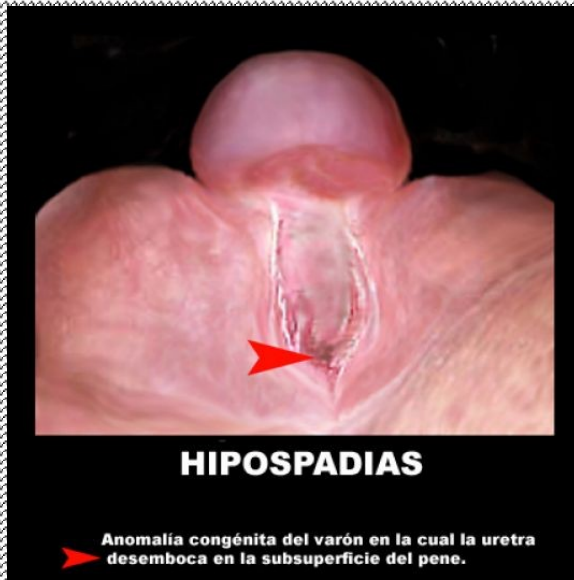 HIPOSPADIAS
Anomalía congénita del varón en la cual la uretra
desemboca en la subsuperficie del pene.